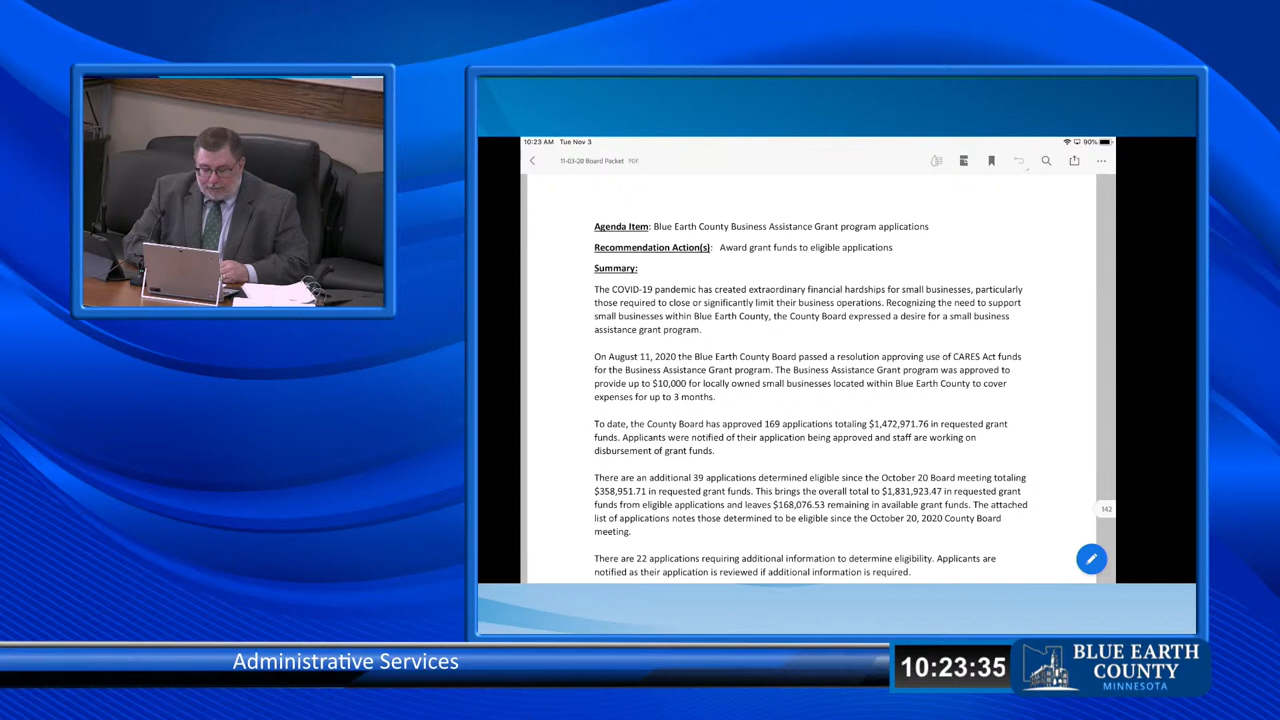 10:23 AM Tue Nov 3
90%
11-03-20 Board Packet PDF
Agenda Item: Blue Earth County Business Assistance Grant program applications
Recommendation Action(s): Award grant funds to eligible applications
Summary:
The COVID-19 pandemic has created extraordinary financial hardships for small businesses, particularly
those required to close or significantly limit their business operations. Recognizing the need to support
small businesses within Blue Earth County, the County Board expressed a desire for a small business
assistance grant program.
On August 11, 2020 the Blue Earth County Board passed a resolution approving use of CARES Act funds
for the Business Assistance Grant program. The Business Assistance Grant program was approved to
provide up to $10,000 for locally owned small businesses located within Blue Earth County to cover
expenses for up to 3 months.
To date, the County Board has approved 169 applications totaling $1,472,971.76 in requested grant
funds. Applicants were notified of their application being approved and staff are working on
disbursement of grant funds.
There are an additional 39 applications determined eligible since the October 20 Board meeting totaling
$358,951.71 in requested grant funds. This brings the overall total to $1,831,923.47 in requested grant
funds from eligible applications and leaves $168,076.53 remaining in available grant funds. The attached
list of applications notes those determined to be eligible since the October 20, 2020 County Board
meeting.
142
There are 22 applications requiring additional information to determine eligibility. Applicants are
notified as their application is reviewed if additional information is required.
Administrative Services
10:23:35
BLUE EARTH
COUNTY
MINNESOTA